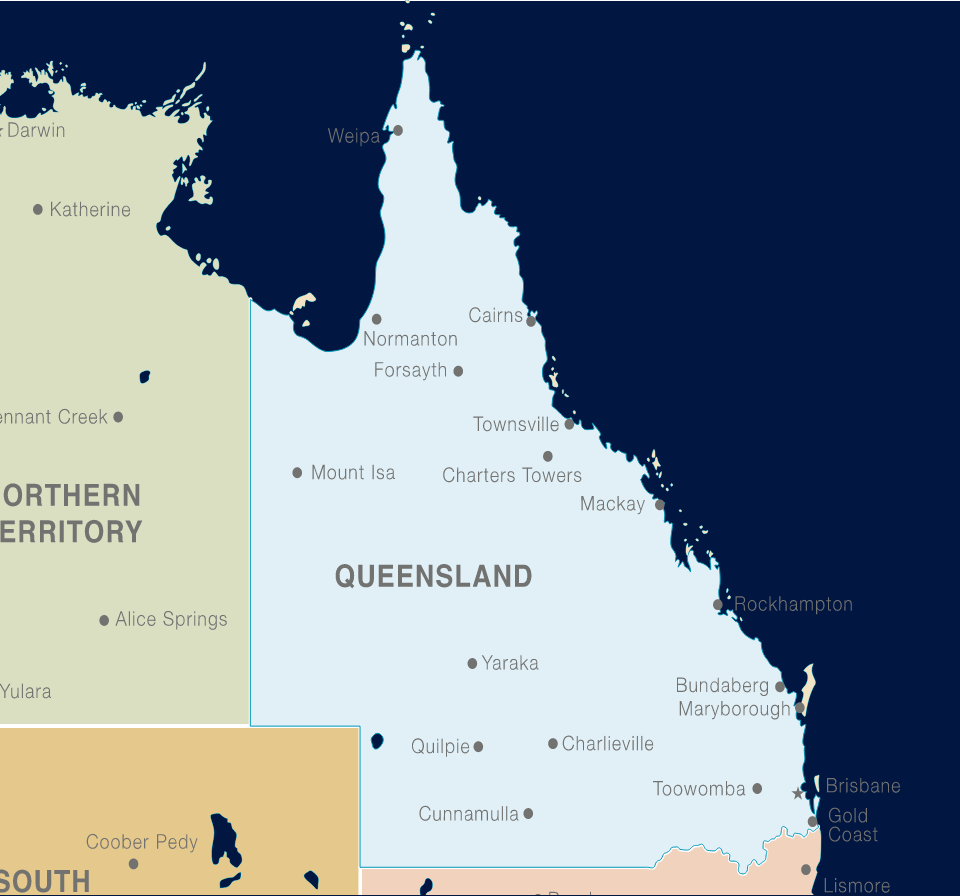 Darwin
Weipa
Katherine
Cairns
Normanton
Forsayth
ennant Creek
Townsville
Mount Isa
Charters Towers
ORTHERN
ERRITORY
Mackay
QUEENSLAND
Rockhampton
Alice Springs
Yaraka
Yulara
Bundaberg
Maryborough
Quilpie
Charlieville
Toowomba
Brisbane
Cunnamulla
Gold
Coast
Coober Pedy
SOUTH
Lismore